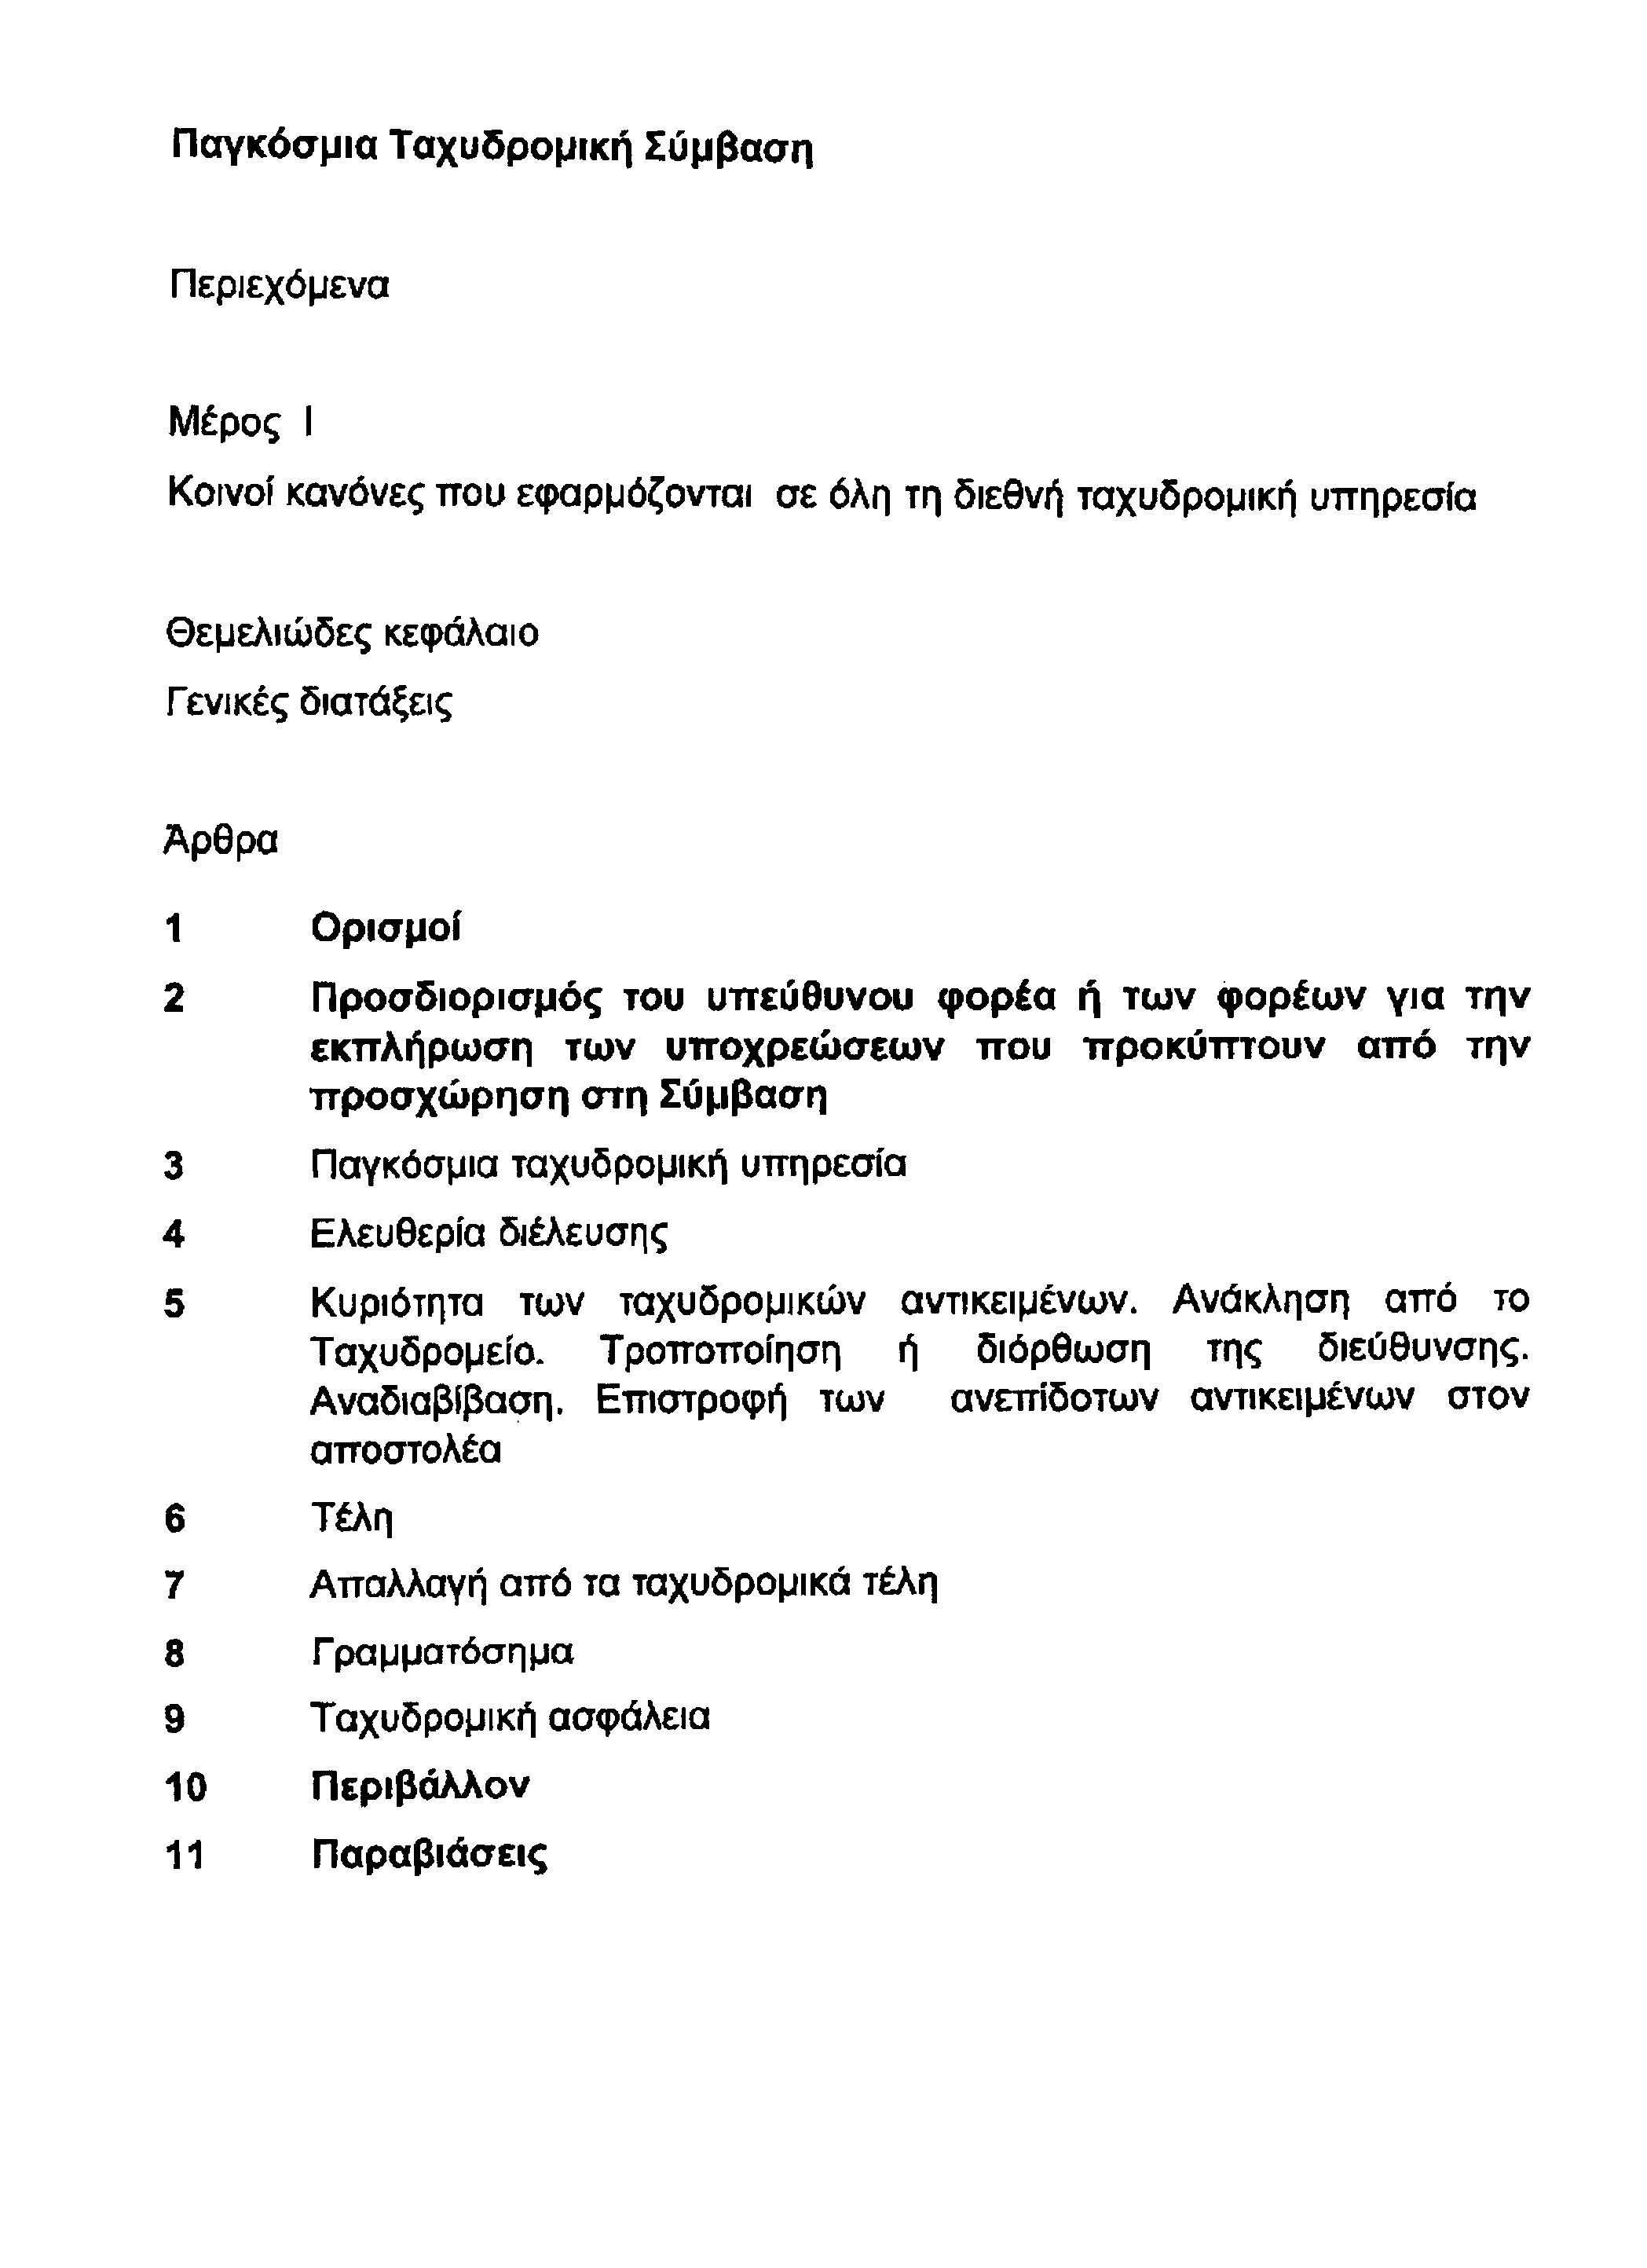 Παγκόσμια Ταχυδρομική Σύμβαση
Περιεχόμενα
Μέρος Ι
Κοινοί κανόνες που εφαρμόζονται σε όλη τη διεθνή ταχυδρομική υπηρεσία
Θεμελιώδες κεφάλαιο
Γενικές διατάξεις
Άρθρα
1 Ορισμοί
2 Προσδιορισμός του υπεύθυνου φορέα ή των φορέων για την
εκπλήρωση των υποχρεώσεων που προκύπτουν από την
προσχώρηση στη Σύμβαση
3 Παγκόσμια ταχυδρομική υπηρεσία
4 Ελευθερία διέλευσης
5 Κυριότητα των ταχυδρομικών αντικειμένων. Ανάκληση από το
Ταχυδρομείο. Τροποποίηση ή διόρθωση της διεύθυνσης.
Αναδιαβίβαση. Επιστροφή των ανεπίδοτων αντικειμένων στον
αποστολέα
6 Τέλη
7 Απαλλαγή από τα ταχυδρομικά τέλη
8 Γραμματόσημα
9 Ταχυδρομική ασφάλεια
10 Περιβάλλον
11 Παραβιάσεις